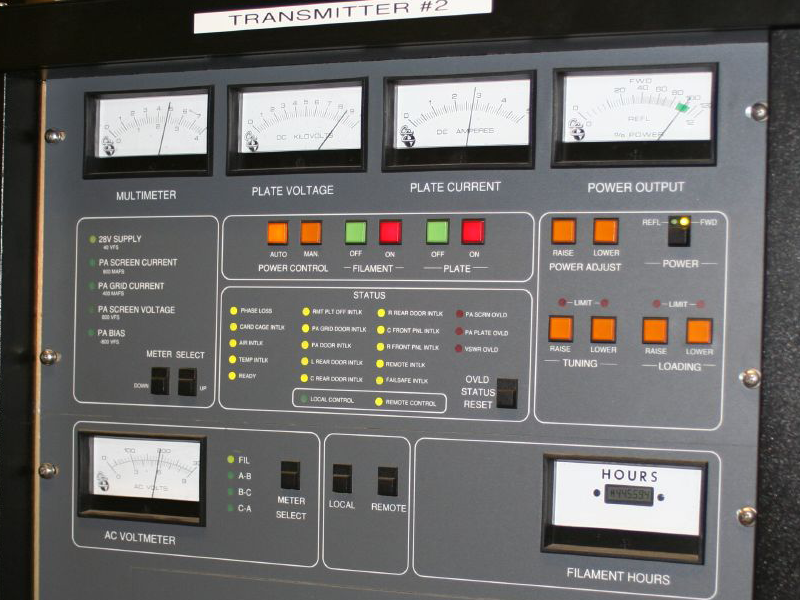 TRANSMITTER #2
MULTIMETER
DC KILOVOLTS
PLATE VOLTAGE
DC AMPERES
PLATE CURRENT
FWD
REFL
% POWER
POWER OUTPUT
28V SUPPLY
40 VFS
PA SCREEN CURRENT
PA GRID CURRENT
PA SCREEN VOLTAGE
PA BIAS
METER SELECT
DOWN UP
AUTO MAN
POWER CONTROL
OFF ON
FILAMENT
OFF ON
PLATE
STATUS
PHASE LOSS
CARD CAGE INTLK
AIR INTLK
TEMP INTLK
READY
RMT PLT OFF INTLK
PA GRID DOOR INTLK
PA DOOR INTLK
L REAR DOOR INTLK
C REAR DOOR INTLK
R REAR DOOR INTLK
C FRONT PNL INTLK
R FRONT PNL INTLK
REMOTE INTLK
FAILSAFE INTLK
LOCAL CONTROL
REMOTE CONTROL
PA SCRN OVLD
PA PLATE OVLD
VSWR OVLD
OVLD
STATUS
RESET
RAISE LOWER
POWER ADJUST
REFL FWD
POWER
LIMIT
RAISE LOWER
TUNING
LIMIT
RAISE LOWER
LOADING
AC VOLTS
AC VOLTMETER
FIL
A-B
B-C
C-A
METER
SELECT
LOCAL
REMOTE
HOURS
FILAMENT HOURS